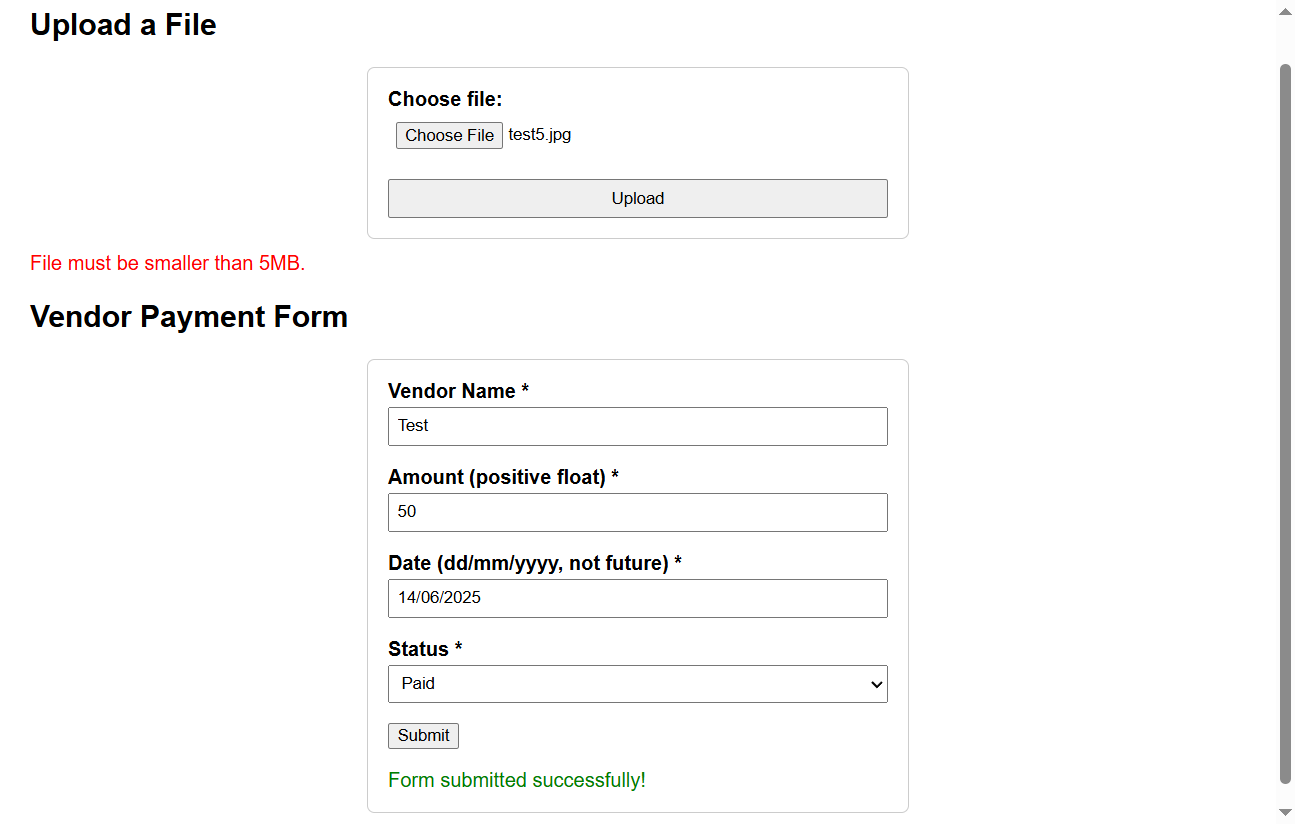 Upload a File
Choose file:
Choose File test5.jpg
Upload
File must be smaller than 5MB.
Vendor Payment Form
Vendor Name *
Test
Amount (positive float) *
50
Date (dd/mm/yyyy, not future) *
14/06/2025
Status *
Paid
Submit
Form submitted successfully!